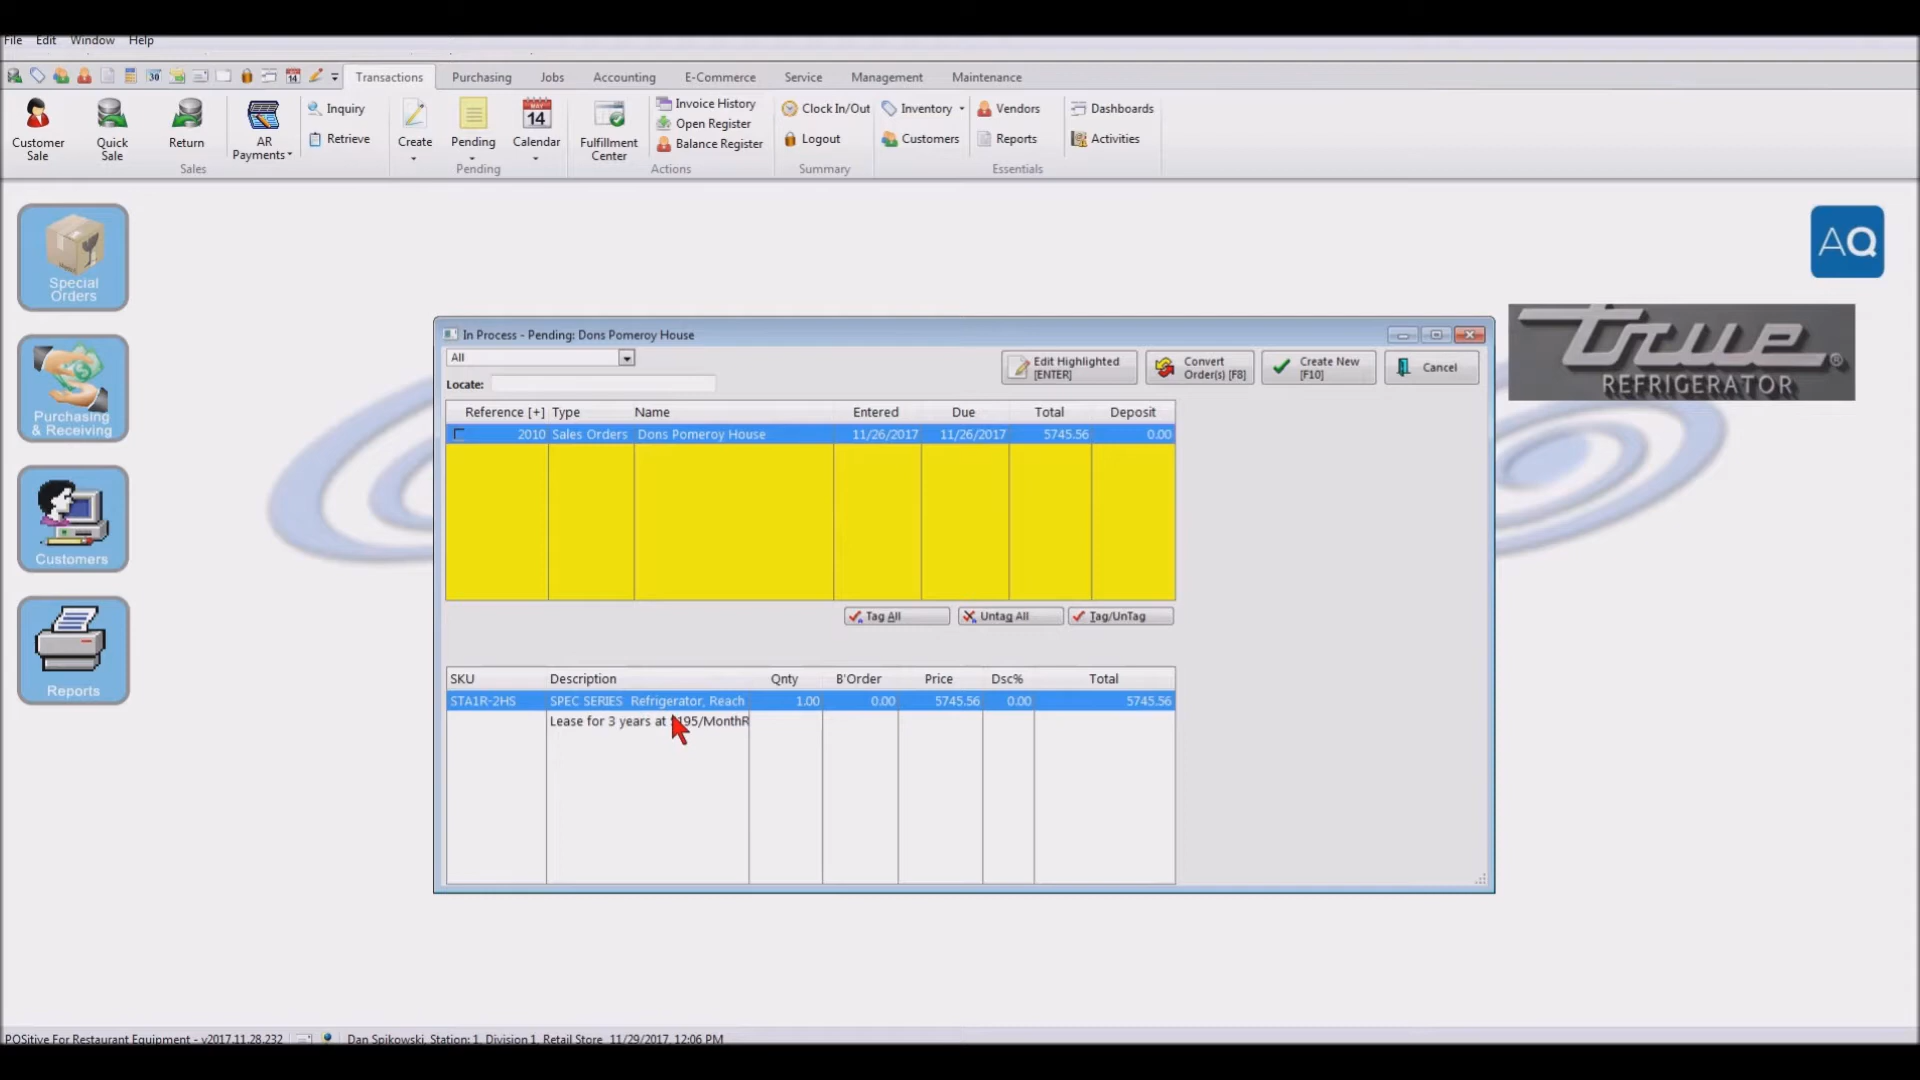 File Edit Window Help
30 14
Transactions Purchasing Jobs Accounting E-Commerce Service Management Maintenance
Customer Sale
Quick Sale
Return
AR Payments
Inquiry
Retrieve
Sales
Create
Pending
MAY 14
Calendar
Pending
Fulfillment Center
Invoice History
Open Register
Balance Register
Actions
Clock In/Out
Logout
Summary
Inventory
Customers
Vendors
Reports
Dashboards
Activities
Essentials
Special Orders
Purchasing & Receiving
Customers
Reports
AQ
True ®
REFRIGERATOR
In Process - Pending: Dons Pomeroy House
All
Locate:
Edit Highlighted [ENTER]
Convert Order(s) [F8]
Create New [F10]
Cancel
Reference [+] Type Name Entered Due Total Deposit
2010 Sales Orders Dons Pomeroy House 11/26/2017 11/26/2017 5745.56 0.00
Tag All Untag All Tag/UnTag
SKU Description Qnty B'Order Price Dsc% Total
STA1R-2HS SPEC SERIES Refrigerator, Reach 1.00 0.00 5745.56 0.00 5745.56
Lease for 3 years at $195/MonthR
POSitive For Restaurant Equipment - v2017.11.28.232 Dan Spikowski, Station: 1, Division 1, Retail Store 11/29/2017, 12:06 PM